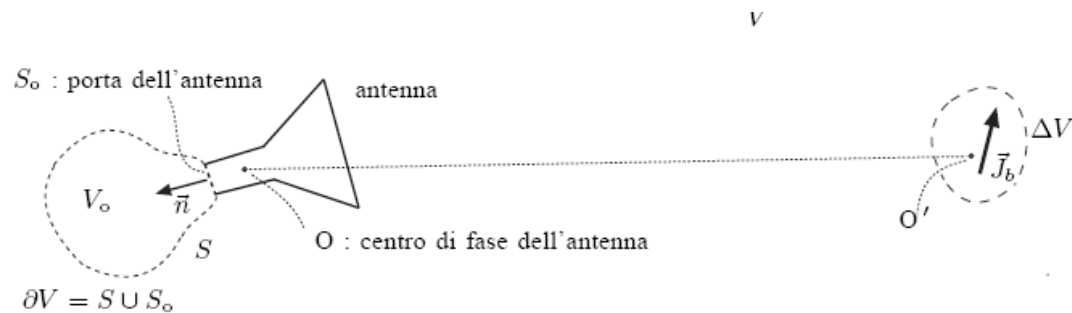 V
S₀ : porta dell'antenna
antenna
ΔV
J⃗_b
V₀
n⃗
O′
S
O : centro di fase dell'antenna
∂V = S ∪ S₀